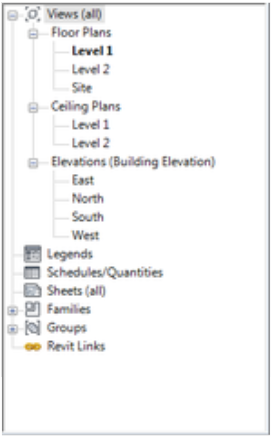 Views (all)
Floor Plans
Level 1
Level 2
Site
Ceiling Plans
Level 1
Level 2
Elevations (Building Elevation)
East
North
South
West
Legends
Schedules/Quantities
Sheets (all)
Families
Groups
Revit Links